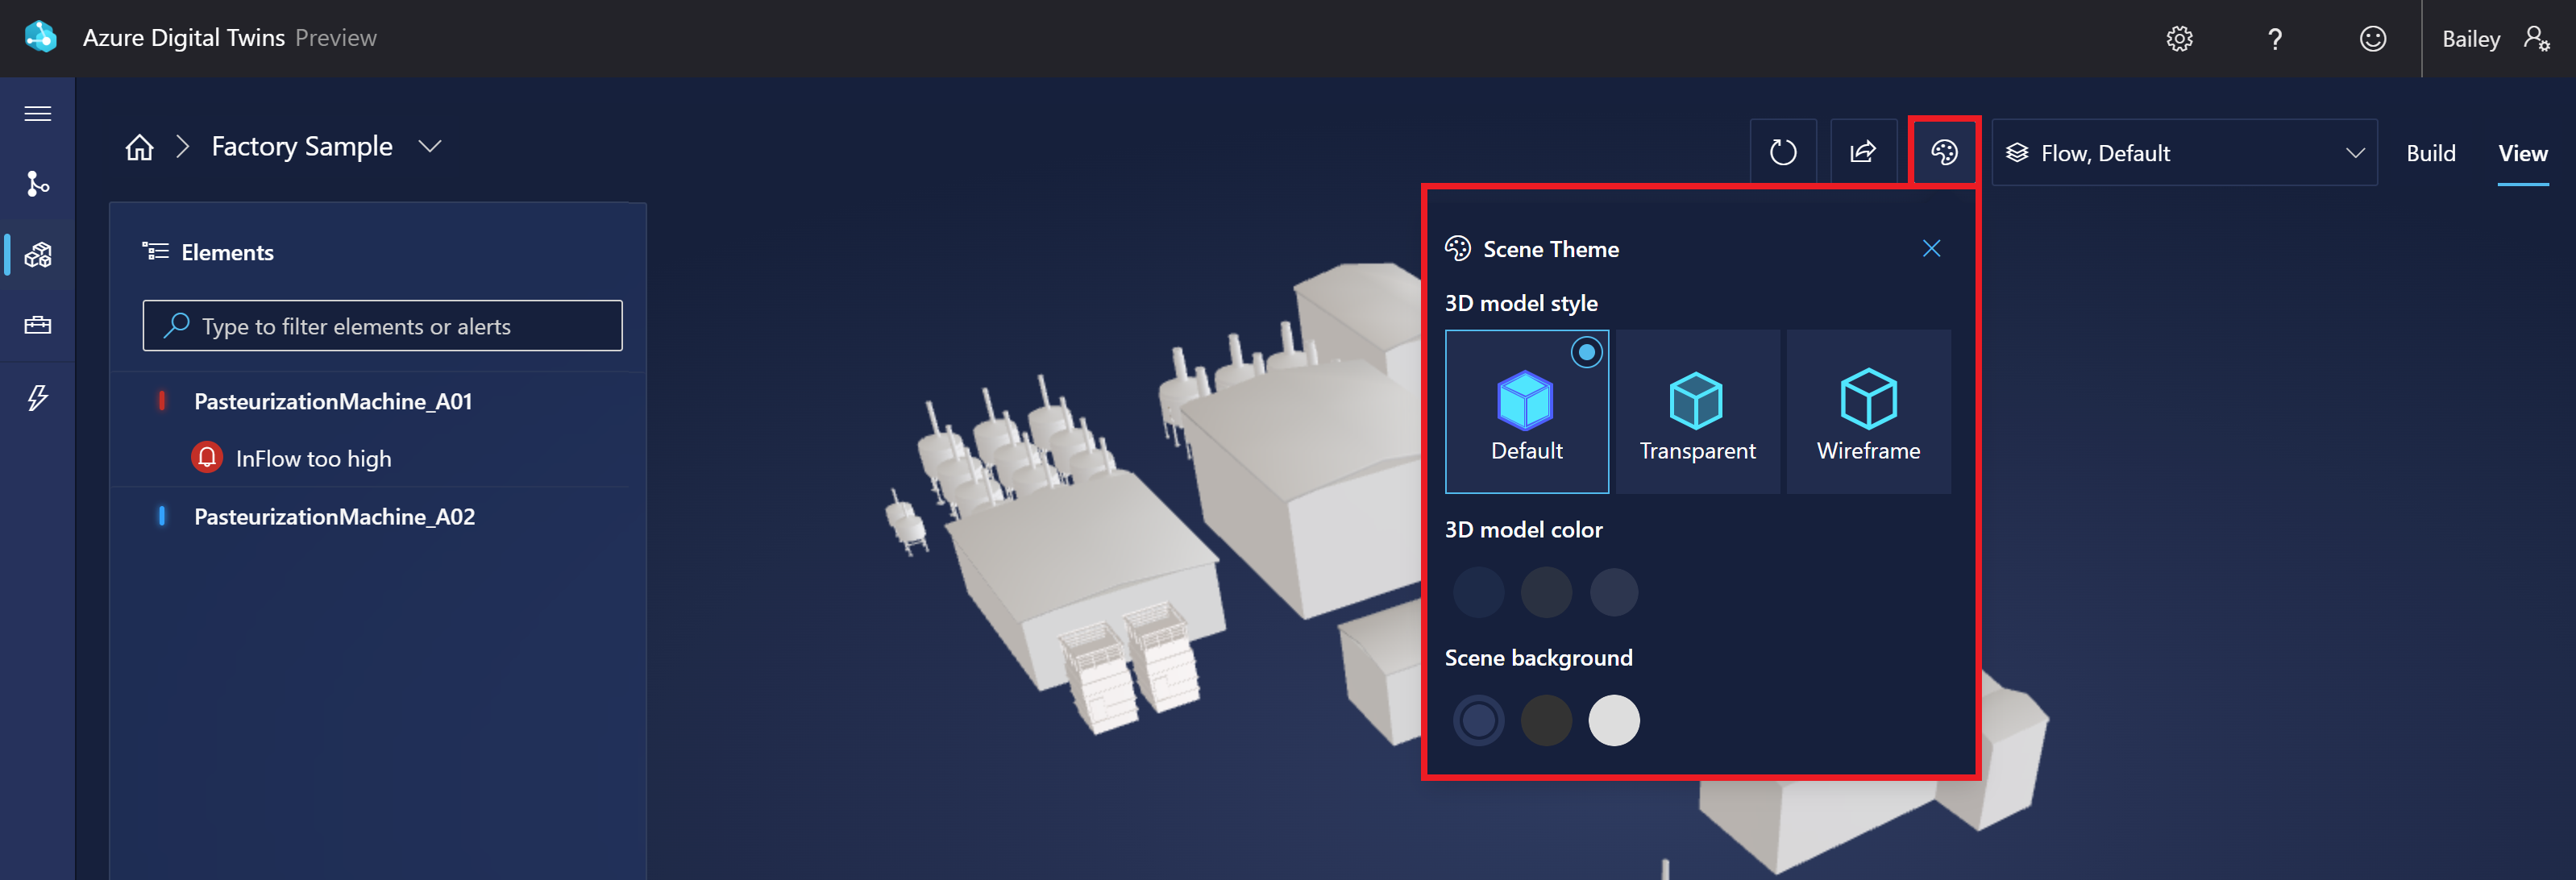 Azure Digital Twins Preview
?
Bailey
Factory Sample
Flow, Default
Build
View
Elements
Type to filter elements or alerts
PasteurizationMachine_A01
InFlow too high
PasteurizationMachine_A02
Scene Theme
3D model style
Default
Transparent
Wireframe
3D model color
Scene background